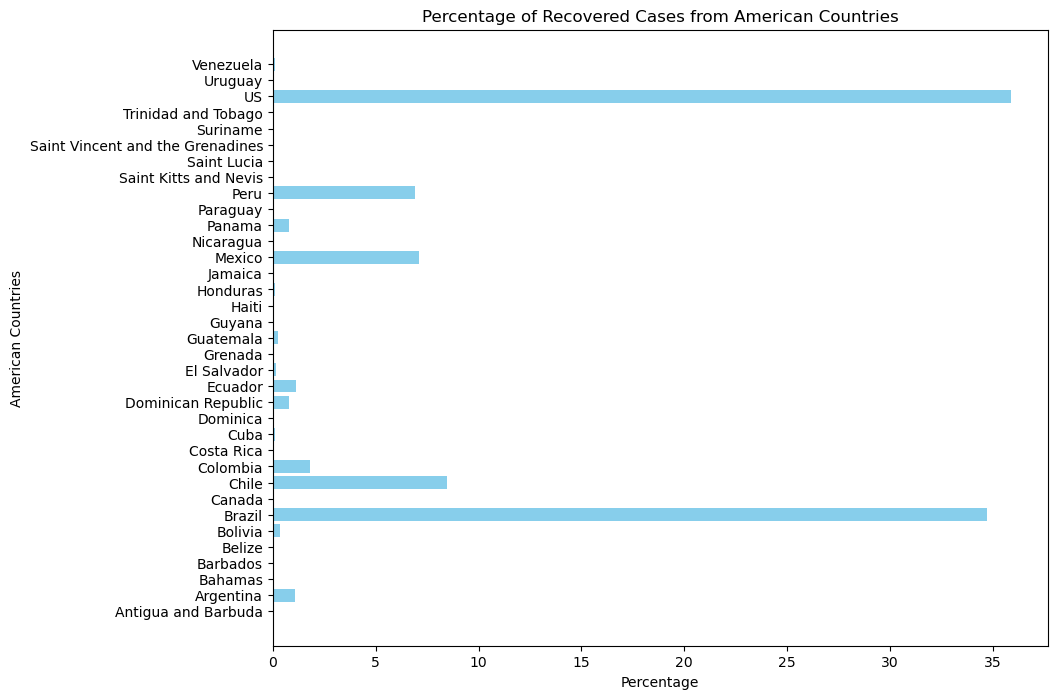 Percentage of Recovered Cases from American Countries
American Countries
Venezuela
Uruguay
US
Trinidad and Tobago
Suriname
Saint Vincent and the Grenadines
Saint Lucia
Saint Kitts and Nevis
Peru
Paraguay
Panama
Nicaragua
Mexico
Jamaica
Honduras
Haiti
Guyana
Guatemala
Grenada
El Salvador
Ecuador
Dominican Republic
Dominica
Cuba
Costa Rica
Colombia
Chile
Canada
Brazil
Bolivia
Belize
Barbados
Bahamas
Argentina
Antigua and Barbuda
0 5 10 15 20 25 30 35
Percentage